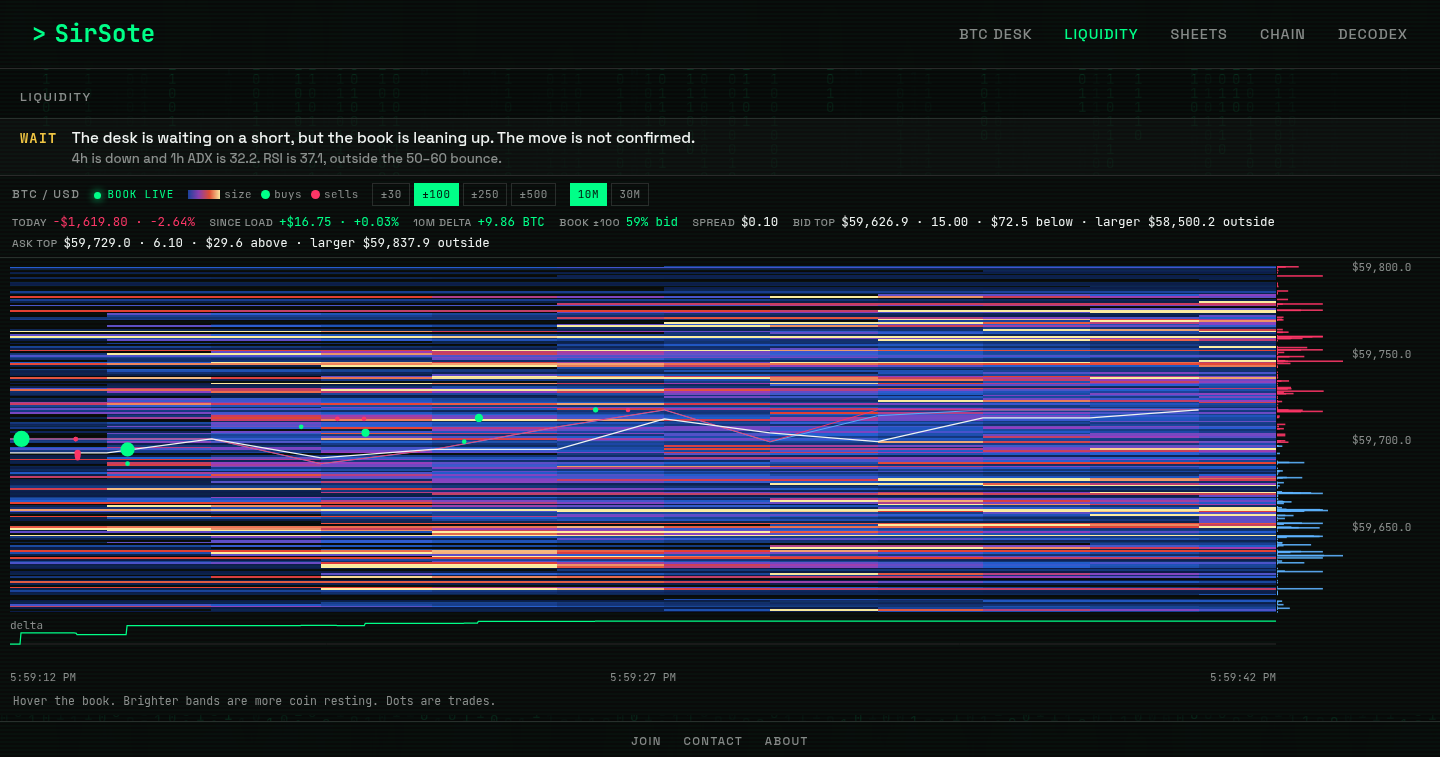 > SirSote
BTC DESK LIQUIDITY SHEETS CHAIN DECODEX
LIQUIDITY
WAIT The desk is waiting on a short, but the book is leaning up. The move is not confirmed.
4h is down and 1h ADX is 32.2. RSI is 37.1, outside the 50–60 bounce.
BTC / USD BOOK LIVE size buys sells ±30 ±100 ±250 ±500 10M 30M
TODAY -$1,619.80 · -2.64% SINCE LOAD +$16.75 · +0.03% 10M DELTA +9.86 BTC BOOK ±100 59% bid SPREAD $0.10 BID TOP $59,626.9 · 15.00 · $72.5 below · larger $58,500.2 outside
ASK TOP $59,729.0 · 6.10 · $29.6 above · larger $59,837.9 outside
$59,800.0
$59,750.0
$59,700.0
$59,650.0
delta
5:59:12 PM 5:59:27 PM 5:59:42 PM
Hover the book. Brighter bands are more coin resting. Dots are trades.
JOIN CONTACT ABOUT